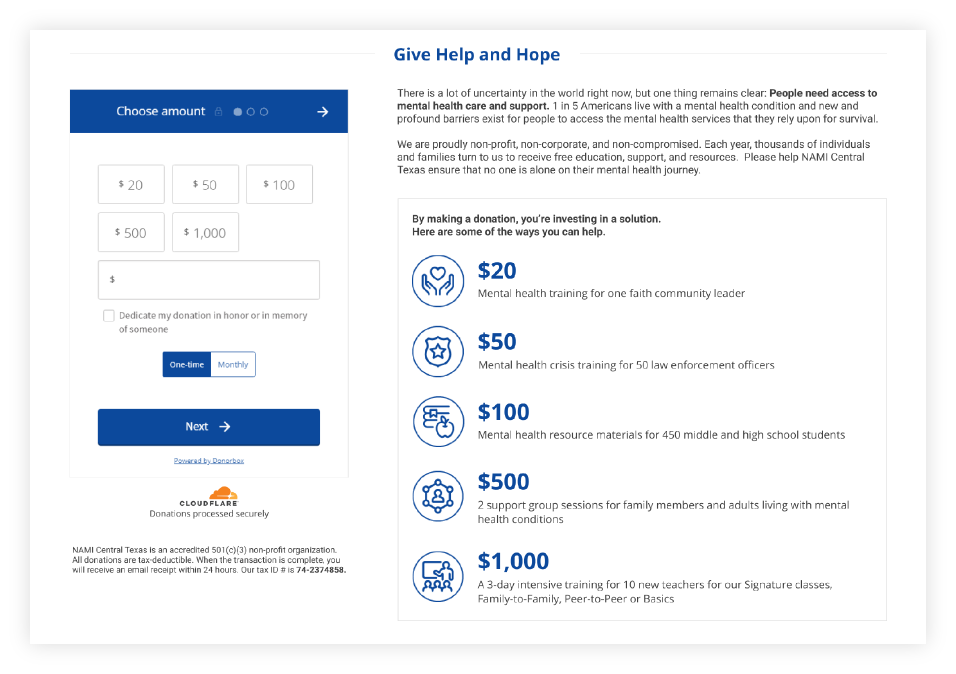 Give Help and Hope
Choose amount
$ 20
$ 50
$ 100
$ 500
$ 1,000
$
Dedicate my donation in honor or in memory
of someone
One-time
Monthly
Next
Powered by Donorbox
CLOUDFLARE
Donations processed securely
NAMI Central Texas is an accredited 501(c)(3) non-profit organization.
All donations are tax-deductible. When the transaction is complete, you
will receive an email receipt within 24 hours. Our tax ID # is 74-2374858.
There is a lot of uncertainty in the world right now, but one thing remains clear: People need access to
mental health care and support. 1 in 5 Americans live with a mental health condition and new and
profound barriers exist for people to access the mental health services that they rely upon for survival.
We are proudly non-profit, non-corporate, and non-compromised. Each year, thousands of individuals
and families turn to us to receive free education, support, and resources. Please help NAMI Central
Texas ensure that no one is alone on their mental health journey.
By making a donation, you're investing in a solution.
Here are some of the ways you can help.
$20
Mental health training for one faith community leader
$50
Mental health crisis training for 50 law enforcement officers
$100
Mental health resource materials for 450 middle and high school students
$500
2 support group sessions for family members and adults living with mental
health conditions
$1,000
A 3-day intensive training for 10 new teachers for our Signature classes,
Family-to-Family, Peer-to-Peer or Basics